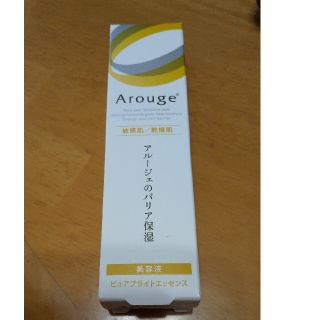 Arouge
敏感肌／乾燥肌
アルージェのバリア保湿
美容液
ピュアブライトエッセンス